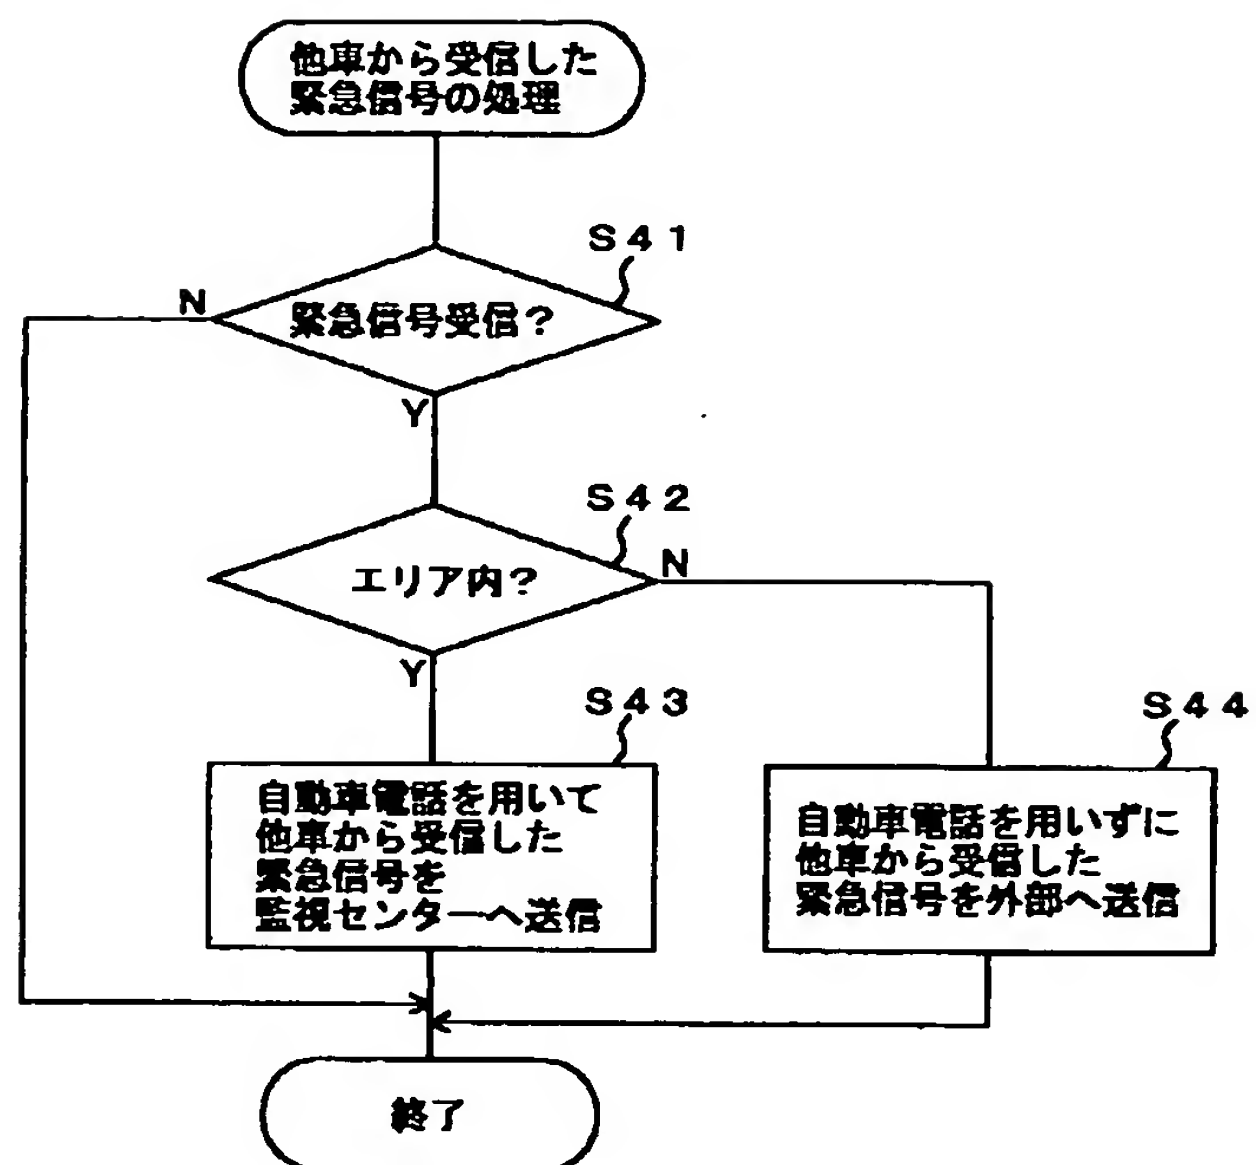 他車から受信した
緊急信号の処理
S41
N
緊急信号受信?
Y
S42
エリア内?
N
Y
S43
S44
自動車電話を用いて
他車から受信した
緊急信号を
監視センターへ送信
自動車電話を用いずに
他車から受信した
緊急信号を外部へ送信
終了